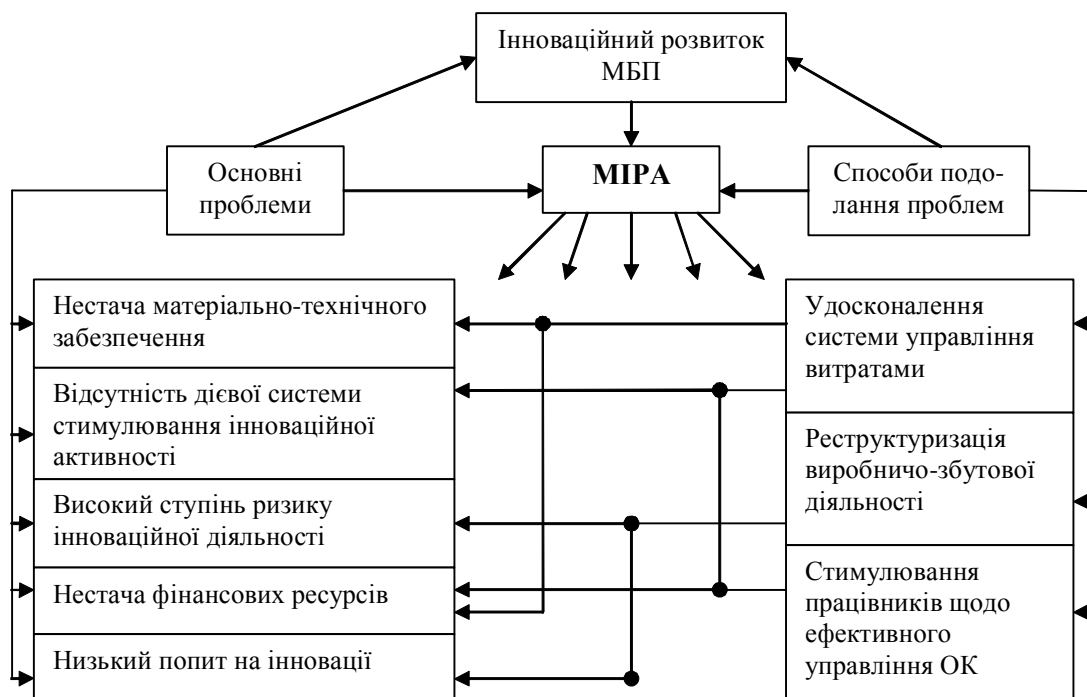 Інноваційний розвиток
МБП
Основні
проблеми
МІРА
Способи подо-
лання проблем
Нестача матеріально-технічного
забезпечення
Відсутність дієвої системи
стимулювання інноваційної
активності
Високий ступінь ризику
інноваційної діяльності
Нестача фінансових ресурсів
Низький попит на інновації
Удосконалення
системи управління
витратами
Реструктуризація
виробничо-збутової
діяльності
Стимулювання
працівників щодо
ефективного
управління ОК